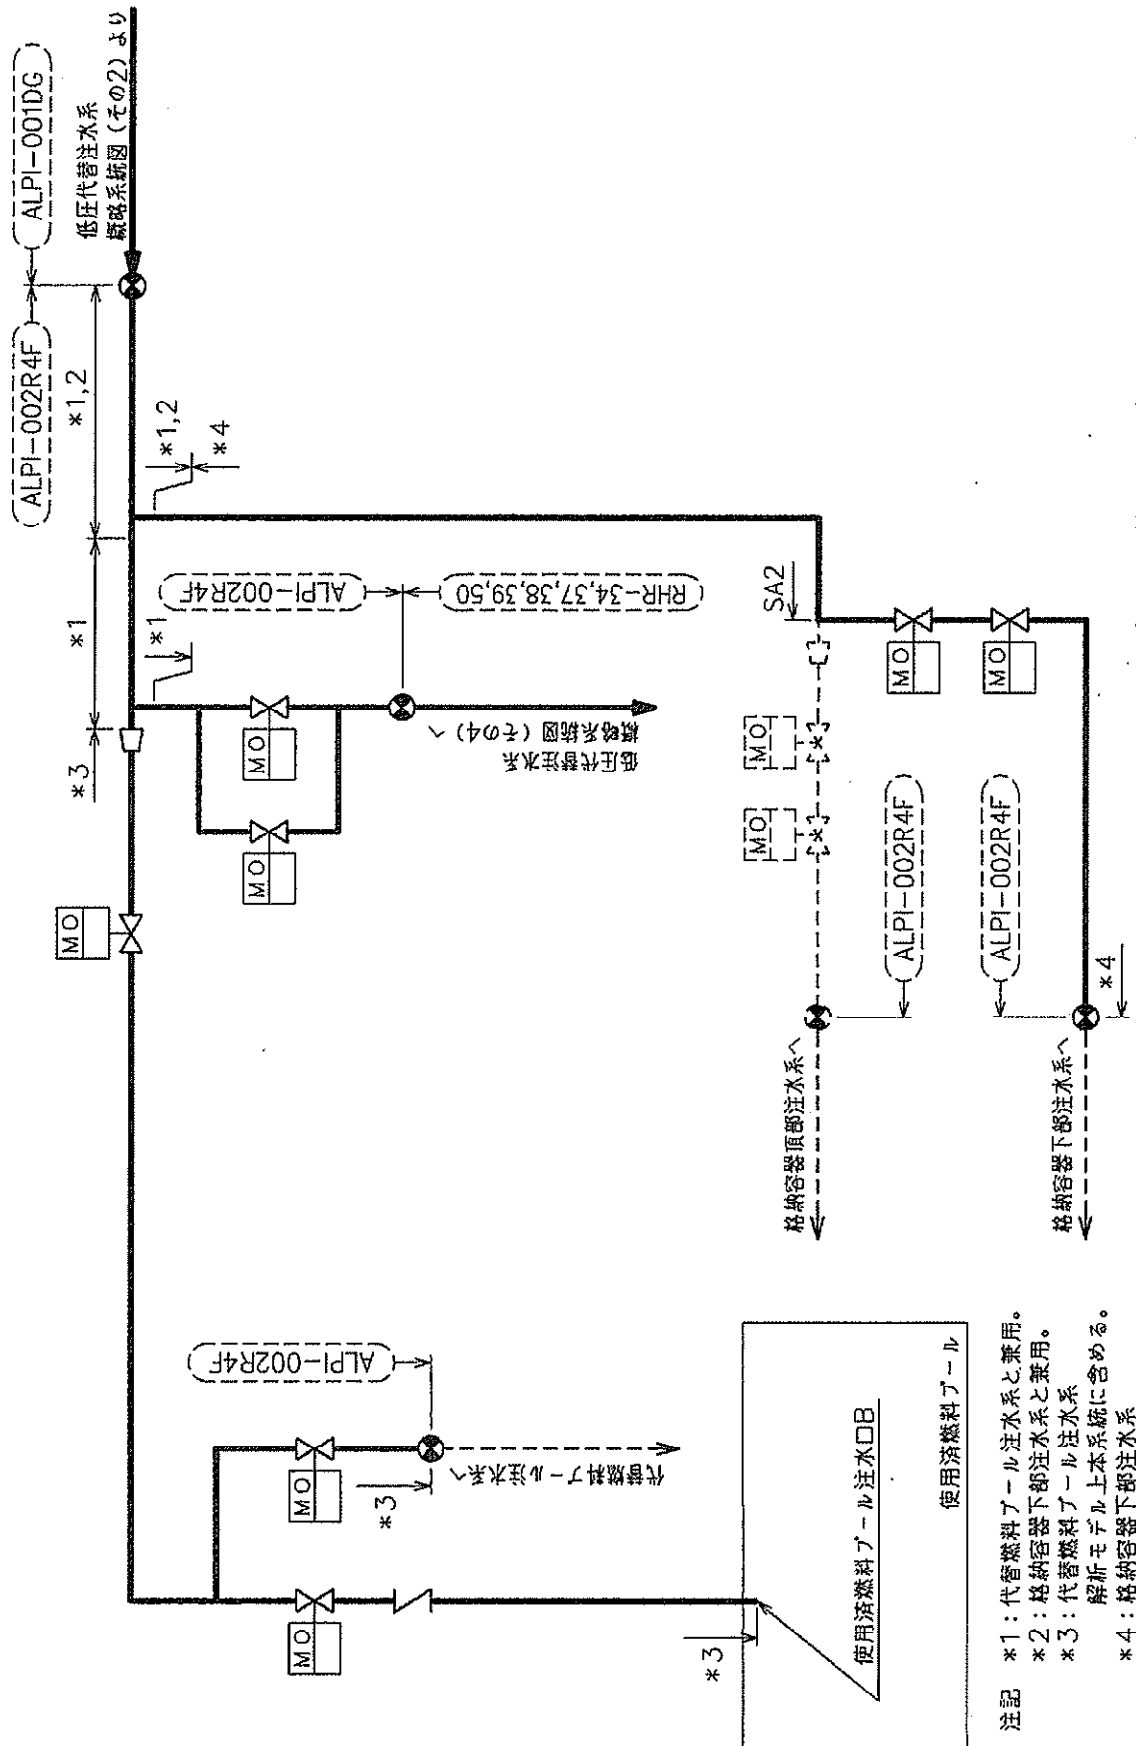 ALPI-002R4F
ALPI-001DG
低圧代替注水系
概略系統図（その2）より
*3
*1
*1,2
*1
*1,2
*4
MO
MO
MO
ALPI-002R4F
RHR-34,37,38,39,50
低圧代替注水系
概略系統図（その4）へ
SA2
MO
MO
MO
MO
ALPI-002R4F
ALPI-002R4F
格納容器頂部注水系へ
格納容器下部注水系へ
*4
ALPI-002R4F
MO
*3
代替燃料プール注水系へ
MO
*3
使用済燃料プール注水口B
使用済燃料プール
注記 *1：代替燃料プール注水系と兼用。
*2：格納容器下部注水系と兼用。
*3：代替燃料プール注水系
解析モデル上本系統に含める。
*4：格納容器下部注水系